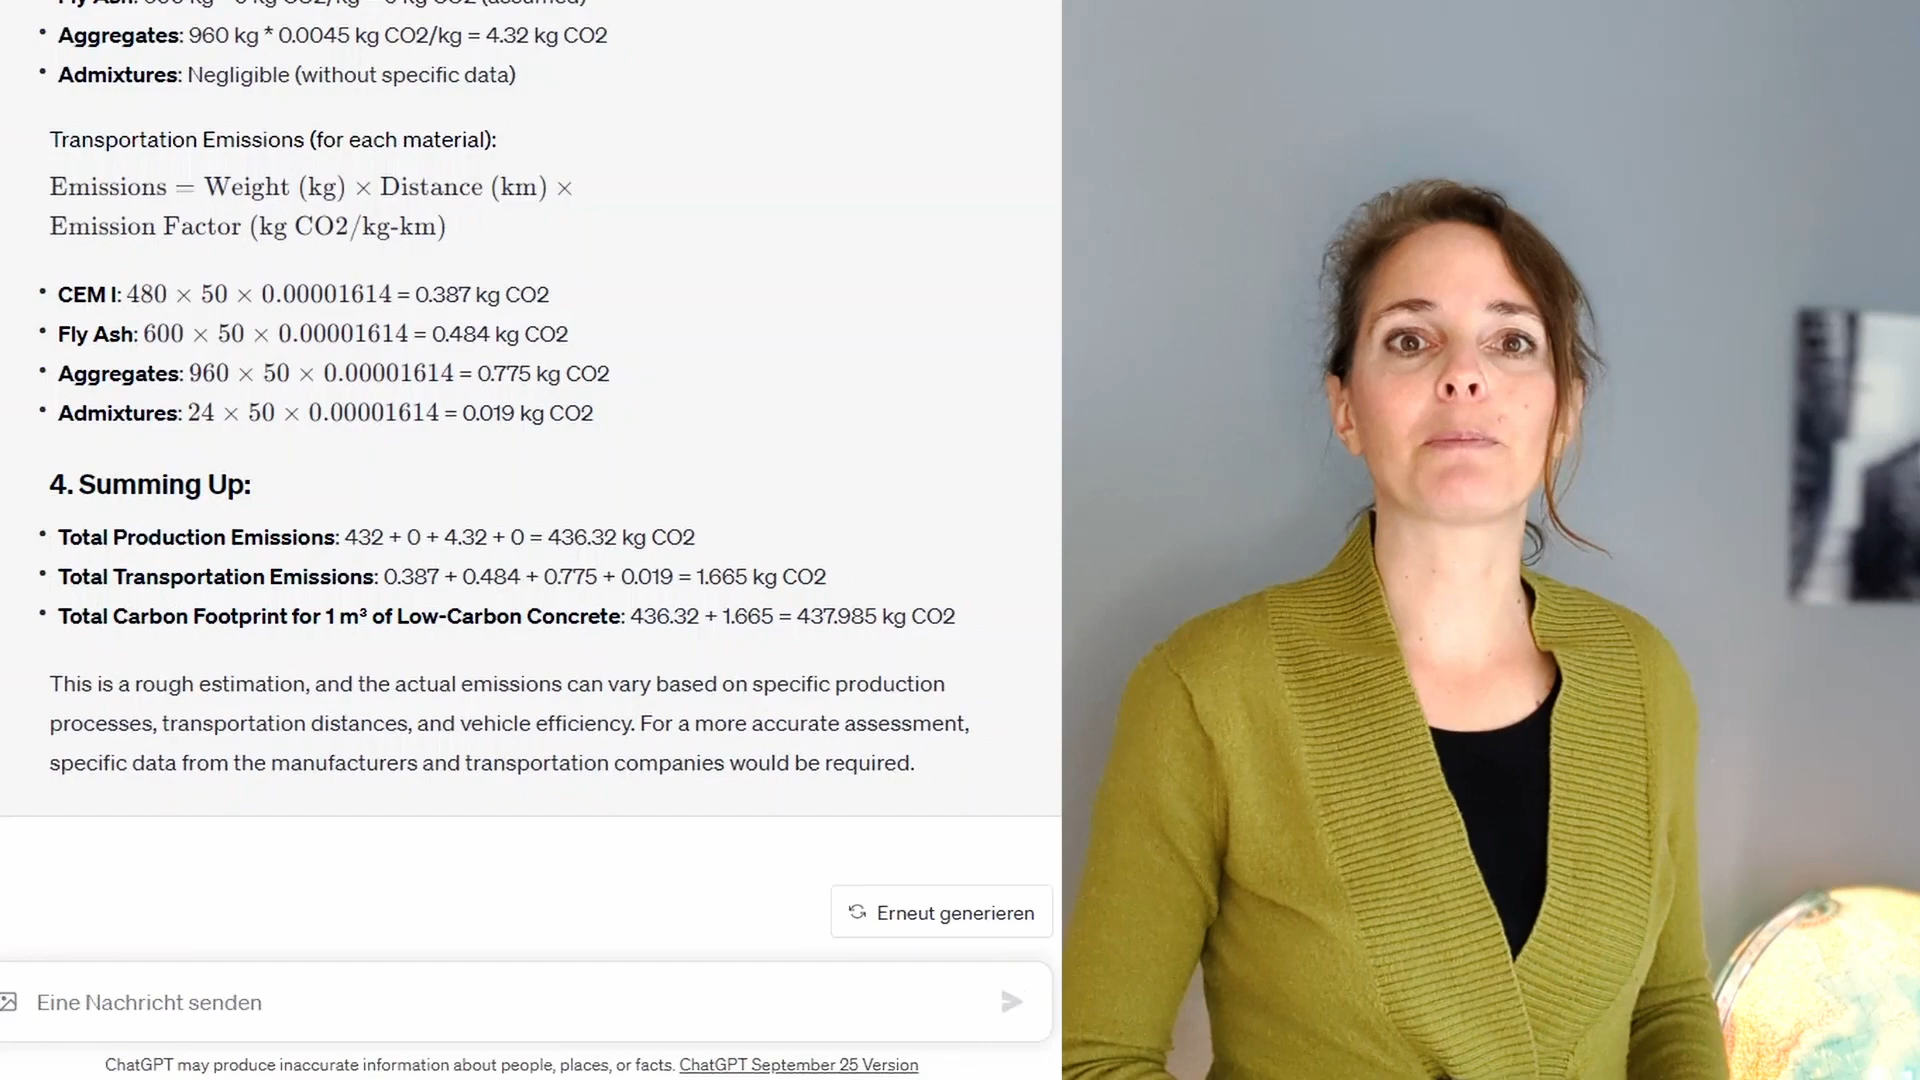 • Aggregates: 960 kg * 0.0045 kg CO2/kg = 4.32 kg CO2
• Admixtures: Negligible (without specific data)
Transportation Emissions (for each material):
Emissions = Weight (kg) × Distance (km) ×
Emission Factor (kg CO2/kg-km)
• CEM I: 480 × 50 × 0.00001614 = 0.387 kg CO2
• Fly Ash: 600 × 50 × 0.00001614 = 0.484 kg CO2
• Aggregates: 960 × 50 × 0.00001614 = 0.775 kg CO2
• Admixtures: 24 × 50 × 0.00001614 = 0.019 kg CO2
4. Summing Up:
• Total Production Emissions: 432 + 0 + 4.32 + 0 = 436.32 kg CO2
• Total Transportation Emissions: 0.387 + 0.484 + 0.775 + 0.019 = 1.665 kg CO2
• Total Carbon Footprint for 1 m³ of Low-Carbon Concrete: 436.32 + 1.665 = 437.985 kg CO2
This is a rough estimation, and the actual emissions can vary based on specific production
processes, transportation distances, and vehicle efficiency. For a more accurate assessment,
specific data from the manufacturers and transportation companies would be required.
Erneut generieren
Eine Nachricht senden
ChatGPT may produce inaccurate information about people, places, or facts. ChatGPT September 25 Version